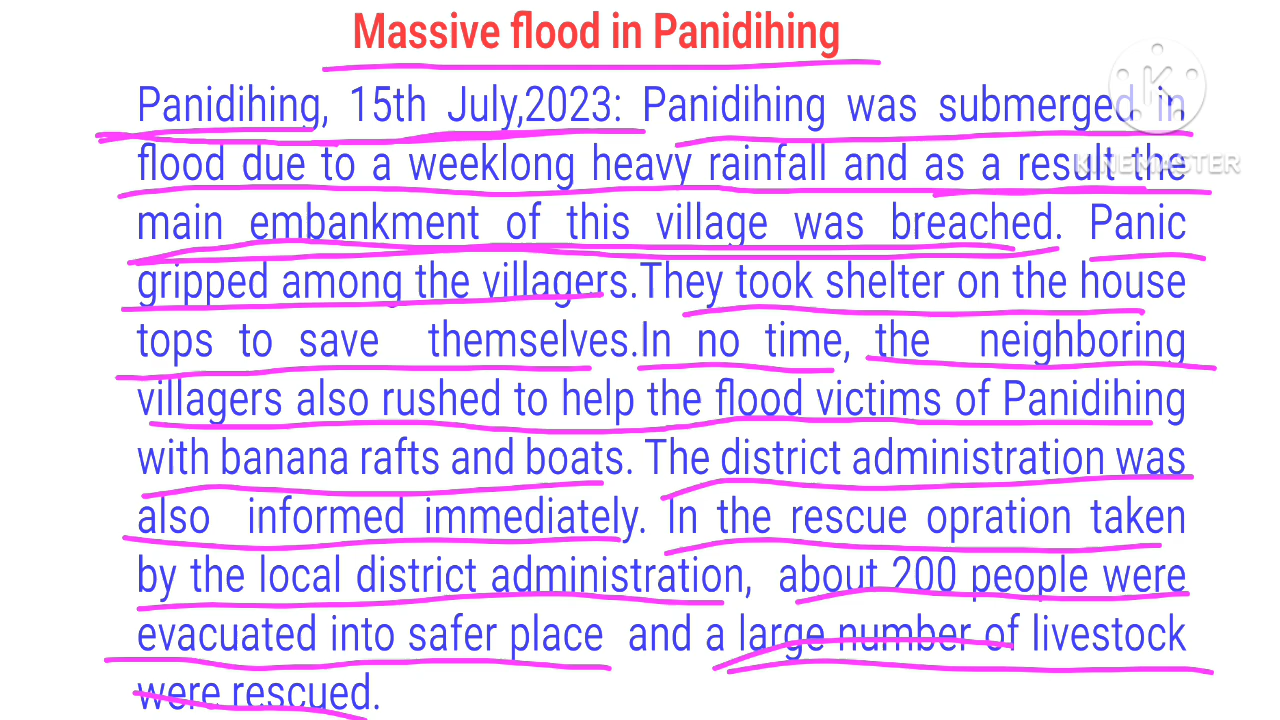 Massive flood in Panidihing
Panidihing, 15th July,2023: Panidihing was submerged in
flood due to a weeklong heavy rainfall and as a result the
main embankment of this village was breached. Panic
gripped among the villagers.They took shelter on the house
tops to save themselves.In no time, the neighboring
villagers also rushed to help the flood victims of Panidihing
with banana rafts and boats. The district administration was
also informed immediately. In the rescue opration taken
by the local district administration, about 200 people were
evacuated into safer place and a large number of livestock
were rescued.
K
KINEMASTER